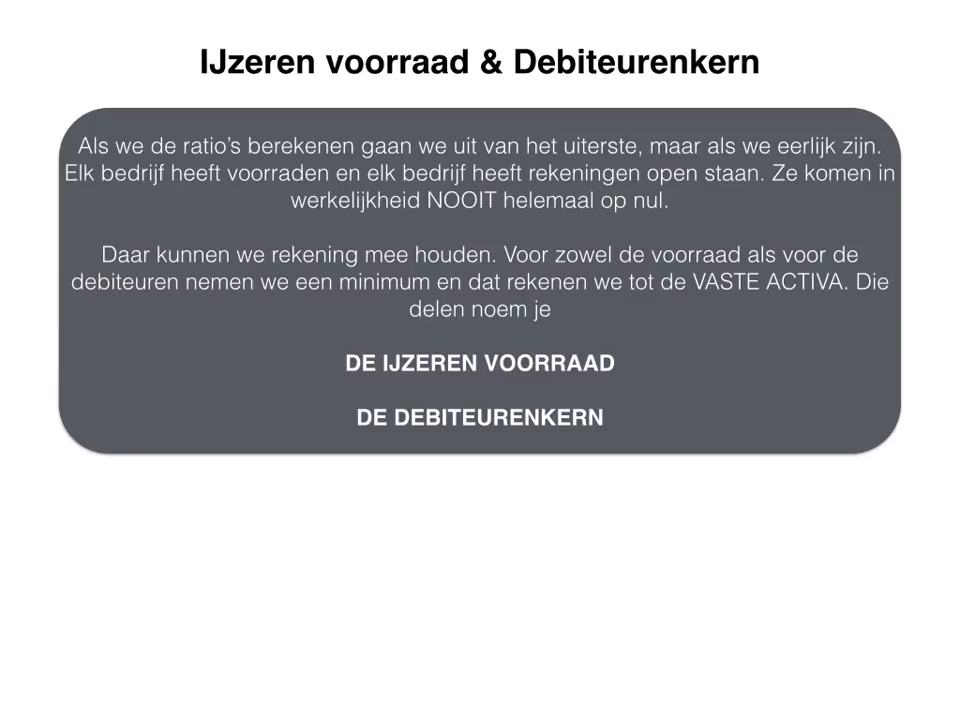 IJzeren voorraad & Debiteurenkern
Als we de ratio’s berekenen gaan we uit van het uiterste, maar als we eerlijk zijn.
Elk bedrijf heeft voorraden en elk bedrijf heeft rekeningen open staan. Ze komen in
werkelijkheid NOOIT helemaal op nul.
Daar kunnen we rekening mee houden. Voor zowel de voorraad als voor de
debiteuren nemen we een minimum en dat rekenen we tot de VASTE ACTIVA. Die
delen noem je
DE IJZEREN VOORRAAD
DE DEBITEURENKERN